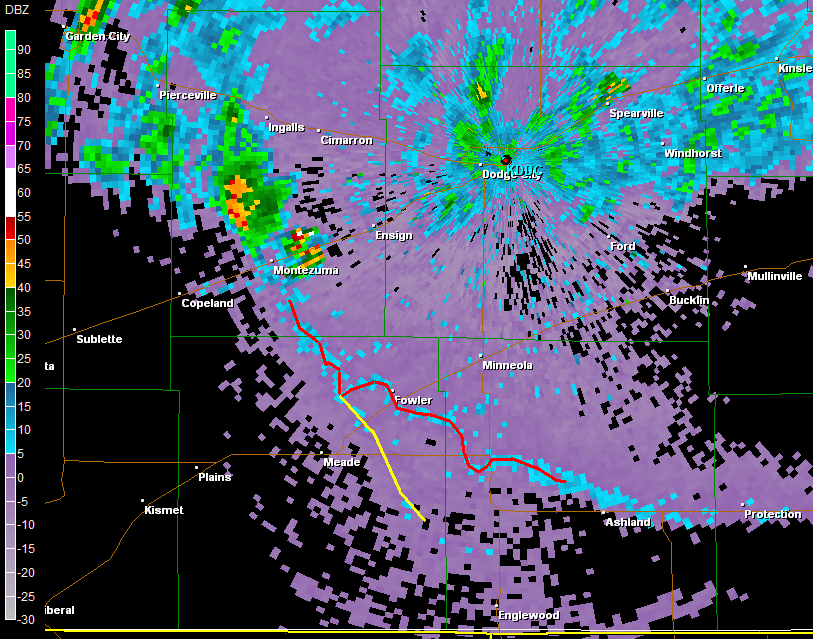 DBZ
90
85
80
75
70
65
60
55
50
45
40
35
30
25
20
15
10
5
0
-5
-10
-15
-20
-25
-30
Garden City
Kinsle
Pierceville
Offerle
Spearville
Ingalls
Cimarron
Windhorst
KDDC
Dodge City
Ensign
Ford
Montezuma
Mullinville
Copeland
Bucklin
Sublette
ta
Minneola
Fowler
Meade
Plains
Kismet
Protection
Ashland
iberal
Englewood